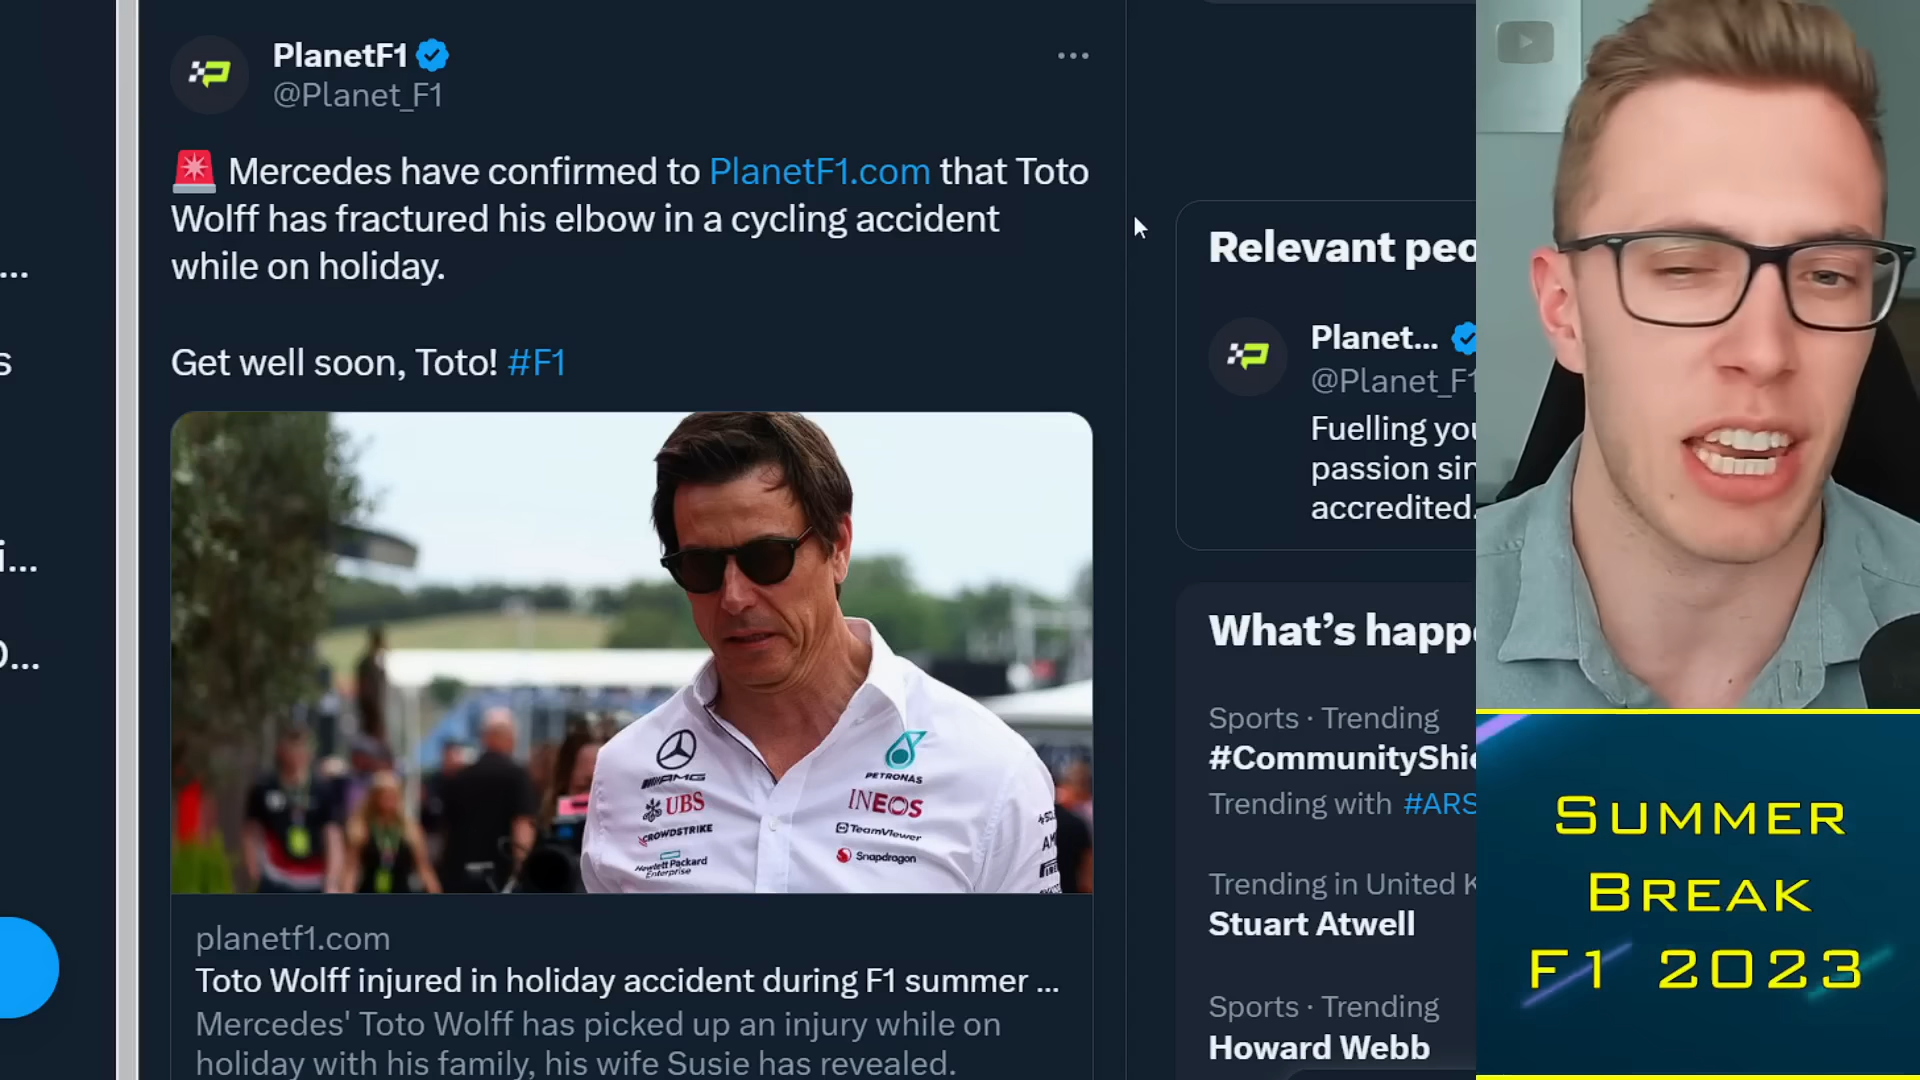 PlanetF1
@Planet_F1
🚨 Mercedes have confirmed to PlanetF1.com that Toto
Wolff has fractured his elbow in a cycling accident
while on holiday.
Get well soon, Toto! #F1
AMG
PETRONAS
UBS
INEOS
CROWDSTRIKE
TeamViewer
Hewlett Packard
Enterprise
Snapdragon
planetf1.com
Toto Wolff injured in holiday accident during F1 summer ...
Mercedes' Toto Wolff has picked up an injury while on
holiday with his family, his wife Susie has revealed.
Relevant peo
Planet...
@Planet_F1
Fuelling you
passion sin
accredited.
What's happe
Sports · Trending
#CommunityShie
Trending with #ARS
Trending in United K
Stuart Atwell
Sports · Trending
Howard Webb
SUMMER
BREAK
F1 2023